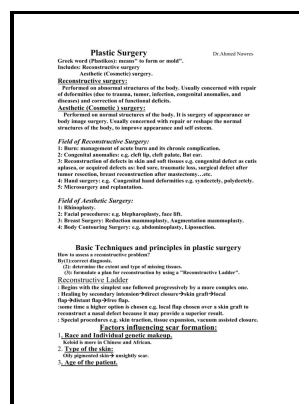 Plastic Surgery Dr.Ahmed Nawres
Greek word (Plastikos): means" to form or mold".
Includes: Reconstructive surgery
Aesthetic (Cosmetic) surgery.
Reconstructive surgery:
Performed on abnormal structures of the body. Usually concerned with repair
of deformities (due to trauma, tumor, infection, congenital anomalies, and
diseases) and correction of functional deficits.
Aesthetic (Cosmetic ) surgery:
Performed on normal structures of the body. It is surgery of appearance or
body image surgery. Usually concerned with repair or reshape the normal
structures of the body, to improve appearance and self esteem.
Field of Reconstructive Surgery:
1: Burn: management of acute burn and its chronic complication.
2: Congenital anomalies: e.g. cleft lip, cleft palate, Bat ear.
3: Reconstruction of defects in skin and soft tissues e.g. congenital defect as cutis
aplasea, or acquired defects as: bed sore, traumatic loss, surgical defect after
tumor resection, breast reconstruction after mastectomy…etc.
4: Hand surgery: e.g. Congenital hand deformities e.g. syndectely, polydectely.
5: Microsurgery and replantation.
Field of Aesthetic Surgery:
1: Rhinoplasty.
2: Facial procedures: e.g. blepharoplasty, face lift.
3: Breast Surgery: Reduction mammoplasty, Augmentation mammoplasty.
4: Body Contouring Surgery: e.g. abdominoplasty, Liposuction.
Basic Techniques and principles in plastic surgery
How to assess a reconstructive problem?
By(1):correct diagnosis.
(2): determine the extent and type of missing tissues.
(3): formulate a plan for reconstruction by using a "Reconstructive Ladder".
Reconstructive Ladder
: Begins with the simplest one followed progressively by a more complex one.
: Healing by secondary intension→direct closure→skin graft→local
flap→distant flap→free flap.
:some time a higher option is chosen e.g. local flap chosen over a skin graft to
reconstruct a nasal defect because it may provide a superior result.
: Special procedures e.g. skin traction, tissue expansion, vacuum assisted closure.
Factors influencing scar formation:
1. Race and Individual genetic makeup.
Keloid is more in Chinese and African.
2. Type of the skin:
Oily pigmented skin→ unsightly scar.
3. Age of the patient.